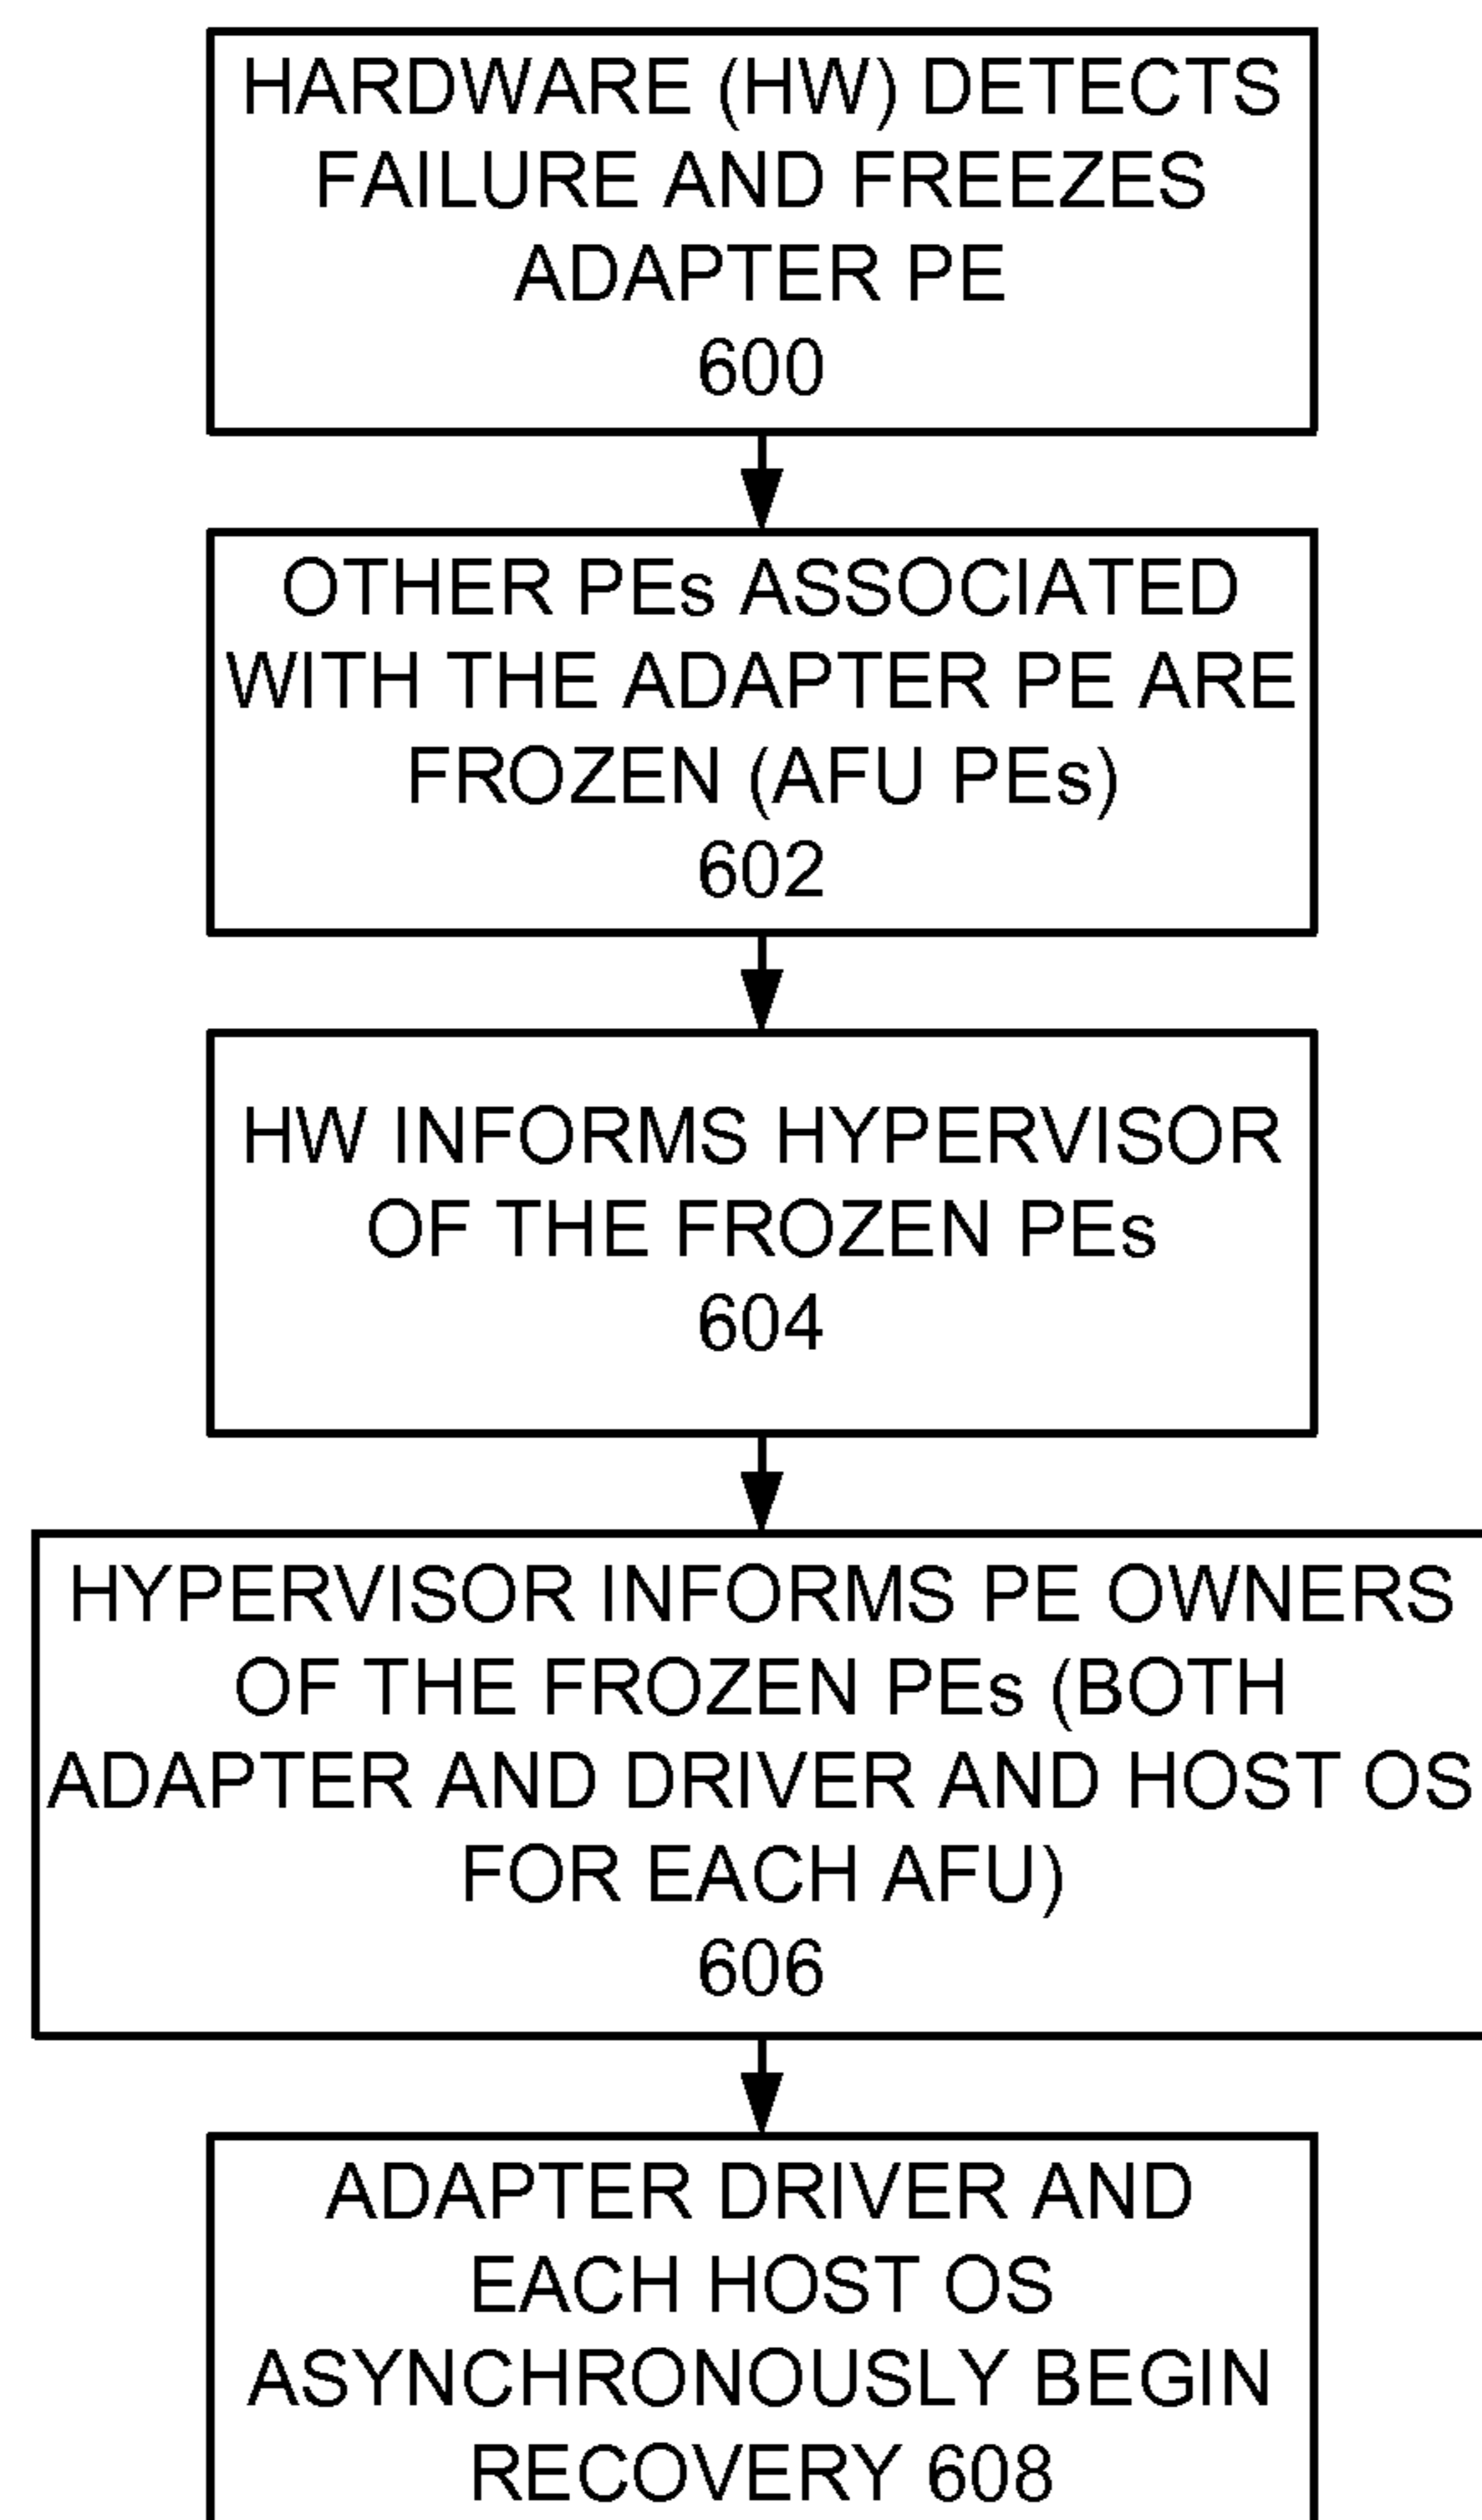 HARDWARE (HW) DETECTS
FAILURE AND FREEZES
ADAPTER PE
600
OTHER PEs ASSOCIATED
WITH THE ADAPTER PE ARE
FROZEN (AFU PEs)
602
HW INFORMS HYPERVISOR
OF THE FROZEN PEs
604
HYPERVISOR INFORMS PE OWNERS
OF THE FROZEN PEs (BOTH
ADAPTER AND DRIVER AND HOST OS
FOR EACH AFU)
606
ADAPTER DRIVER AND
EACH HOST OS
ASYNCHRONOUSLY BEGIN
RECOVERY 608